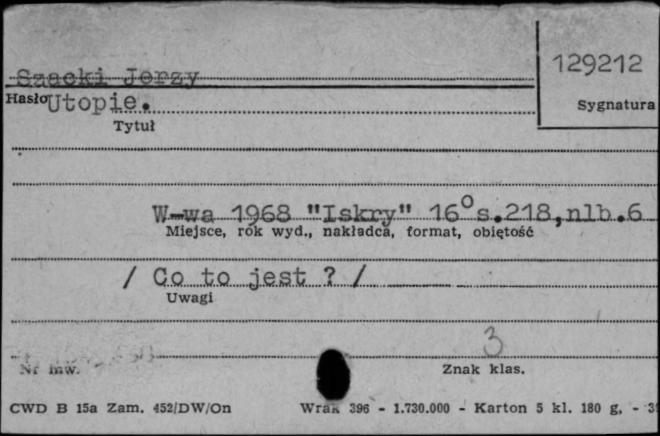 Szacki Jerzy
129212
Hasło Utopie.
Sygnatura
Tytuł
W-wa 1968 "Iskry" 16° s.218,nlb.6
Miejsce, rok wyd., nakładca, format, objętość
/ Co to jest ? /
Uwagi
3
Nr inw.
Znak klas.
CWD B 15a Zam. 452/DW/On Wrak 396 - 1.730.000 - Karton 5 kl. 180 g, -